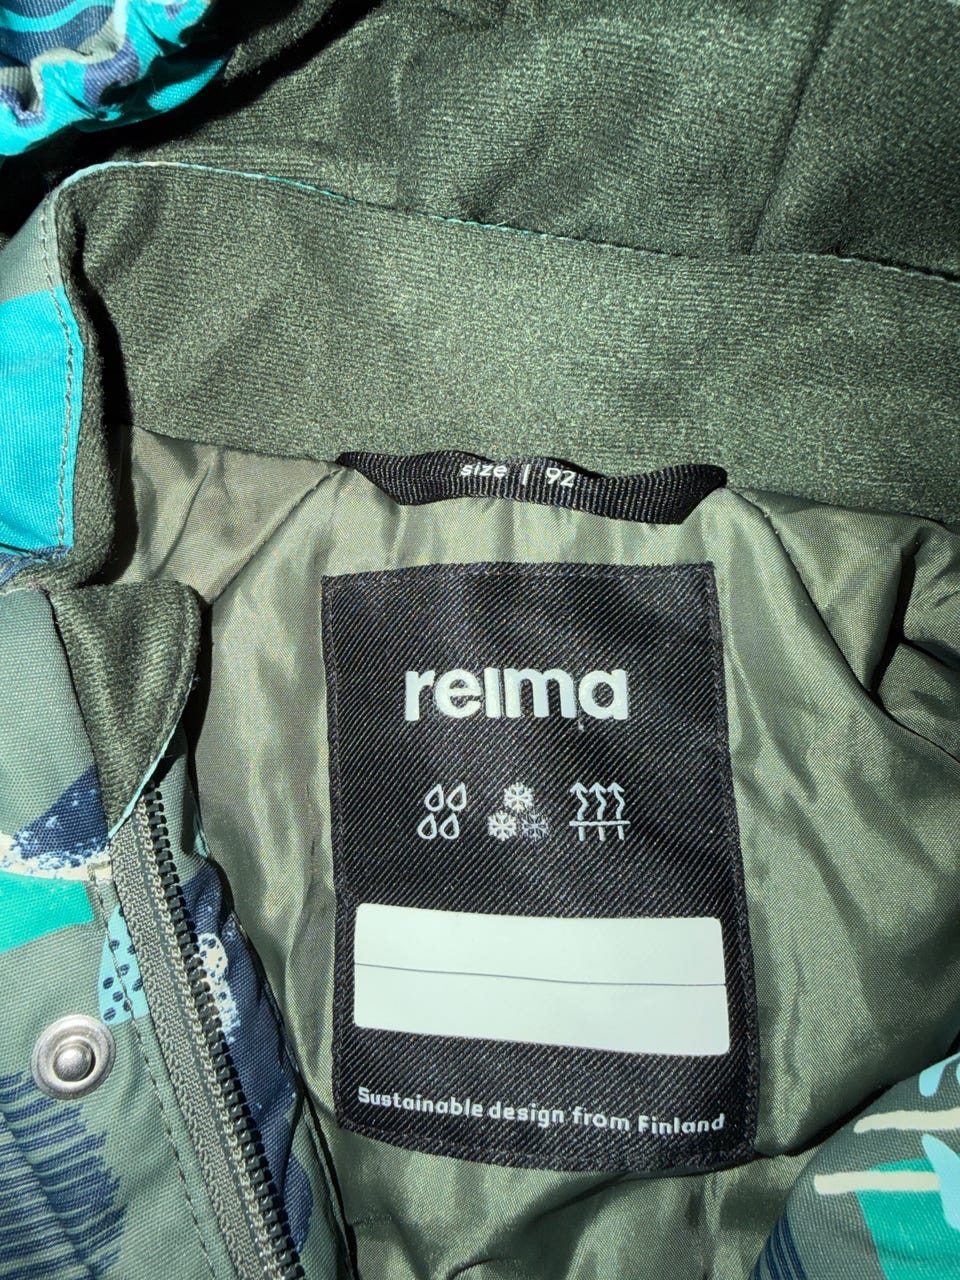 size | 92
reima
Sustainable design from Finland